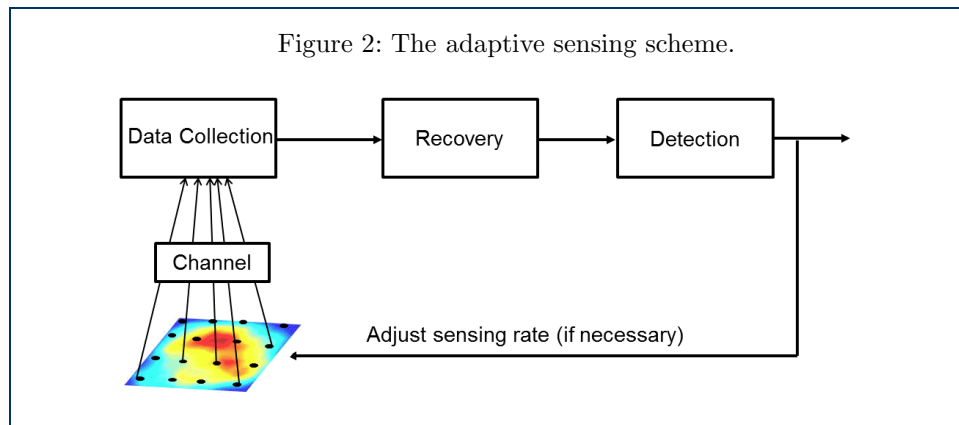 Figure 2: The adaptive sensing scheme.
Data Collection
Recovery
Detection
Channel
Adjust sensing rate (if necessary)